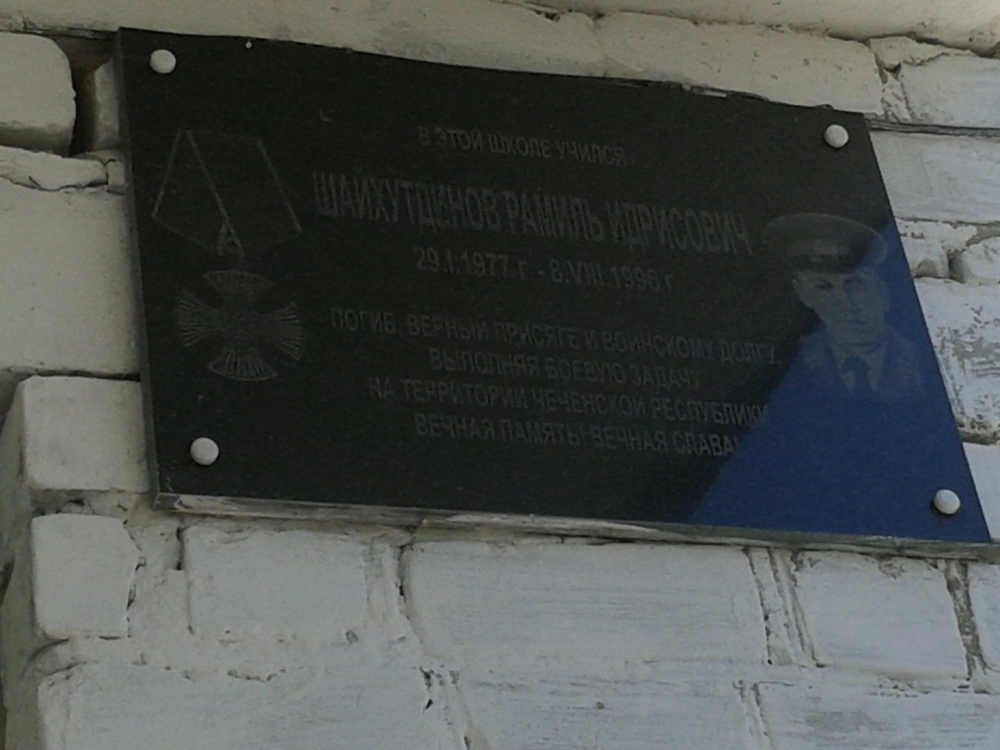 В ЭТОЙ ШКОЛЕ УЧИЛСЯ
ШАЙХУТДИНОВ РАМИЛЬ ИДРИСОВИЧ
29.I.1977 г. - 8.VIII.1996 г.
ПОГИБ, ВЕРНЫЙ ПРИСЯГЕ И ВОИНСКОМУ ДОЛГУ,
ВЫПОЛНЯЯ БОЕВУЮ ЗАДАЧУ
НА ТЕРРИТОРИИ ЧЕЧЕНСКОЙ РЕСПУБЛИКИ
ВЕЧНАЯ ПАМЯТЬ! ВЕЧНАЯ СЛАВА!